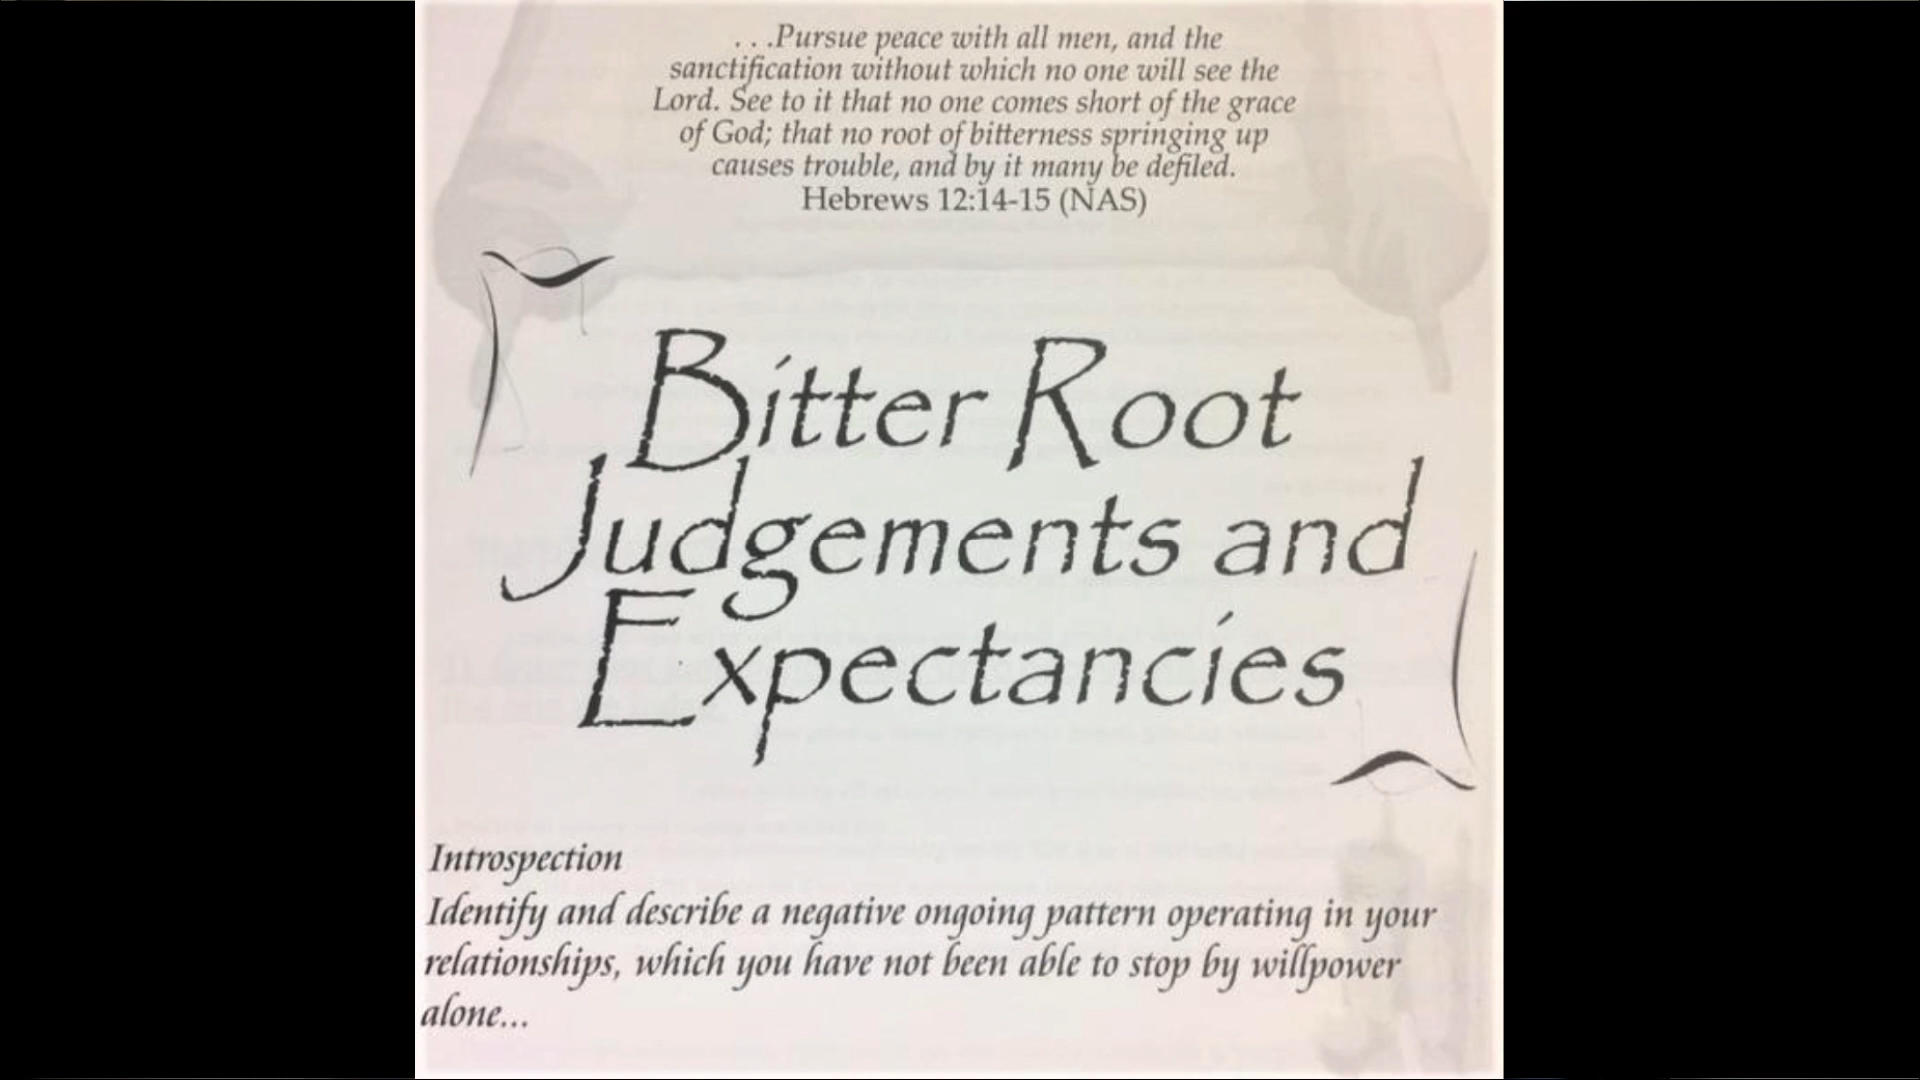 . . .Pursue peace with all men, and the
sanctification without which no one will see the
Lord. See to it that no one comes short of the grace
of God; that no root of bitterness springing up
causes trouble, and by it many be defiled.
Hebrews 12:14-15 (NAS)
Bitter Root
Judgements and
Expectancies
Introspection
Identify and describe a negative ongoing pattern operating in your
relationships, which you have not been able to stop by willpower
alone...